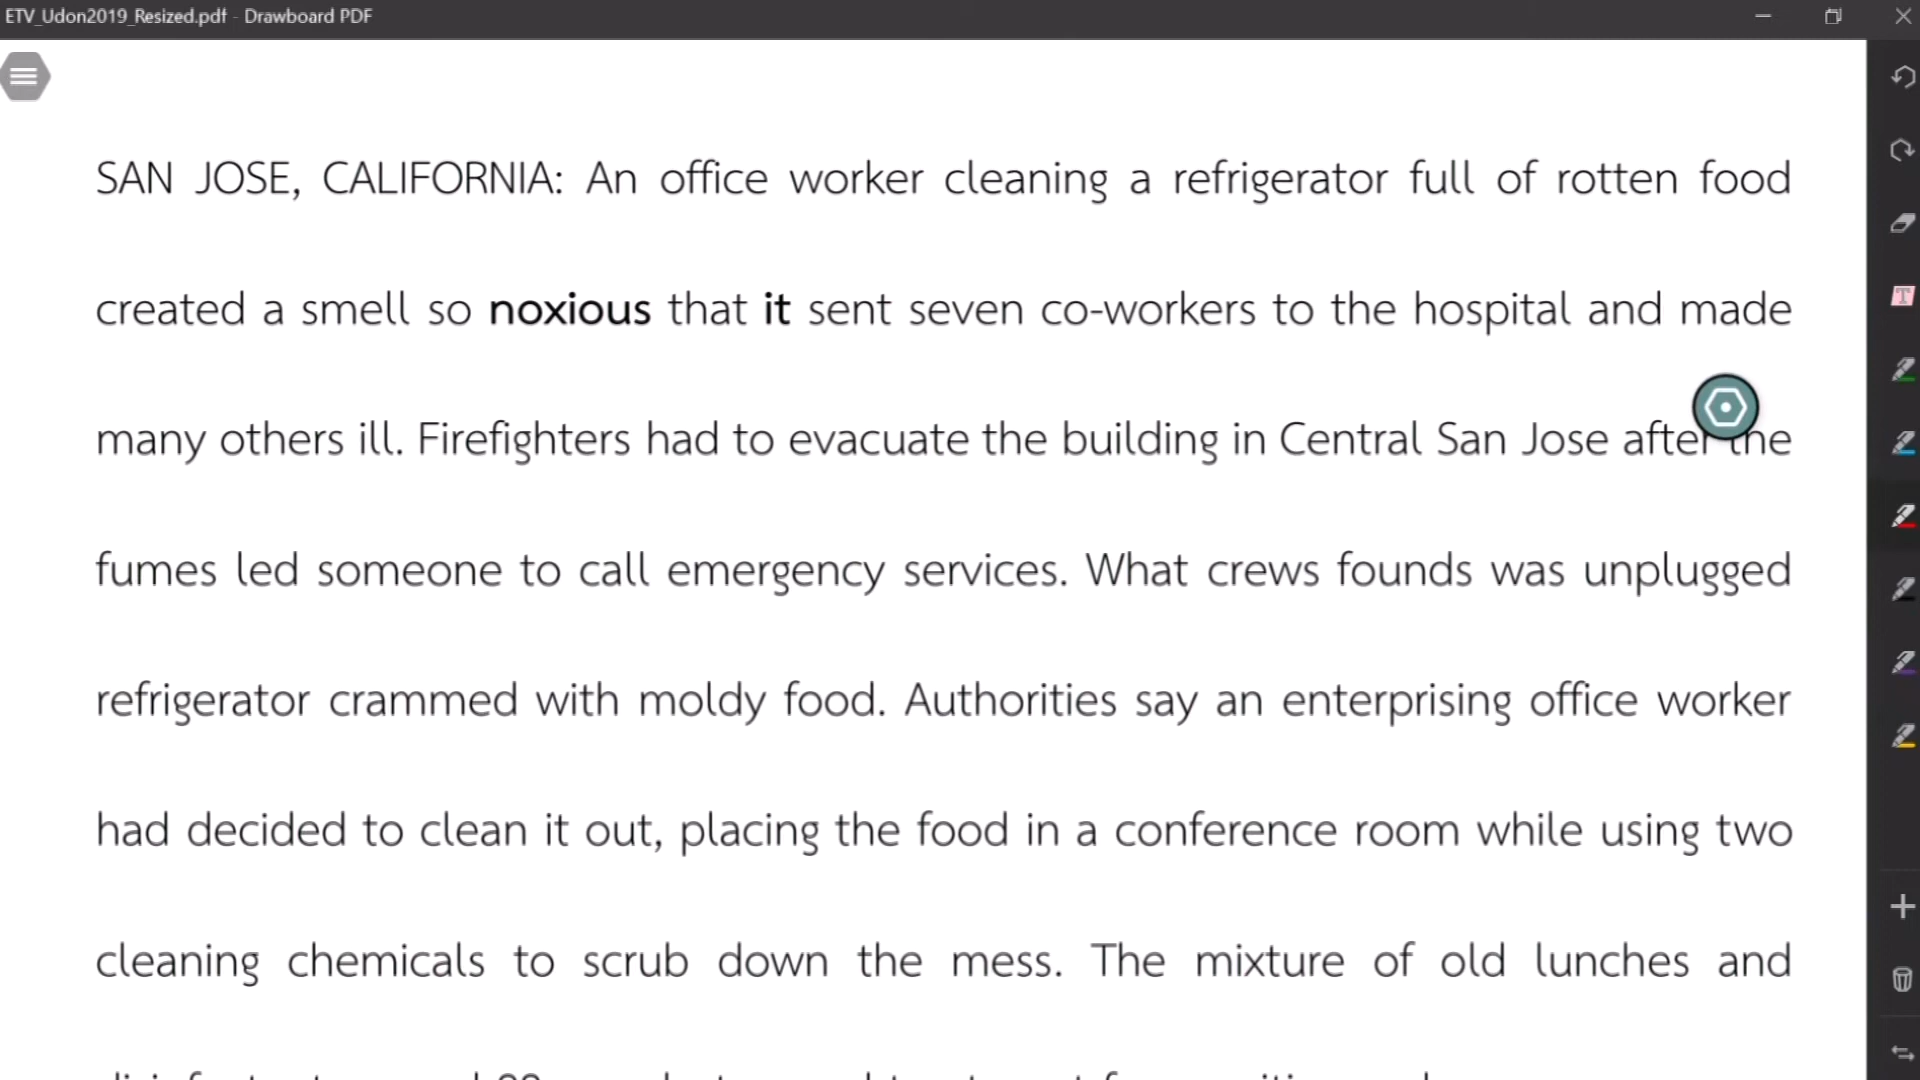 ETV_Udon2019_Resized.pdf - Drawboard PDF
SAN JOSE, CALIFORNIA: An office worker cleaning a refrigerator full of rotten food
created a smell so noxious that it sent seven co-workers to the hospital and made
many others ill. Firefighters had to evacuate the building in Central San Jose after the
fumes led someone to call emergency services. What crews founds was unplugged
refrigerator crammed with moldy food. Authorities say an enterprising office worker
had decided to clean it out, placing the food in a conference room while using two
cleaning chemicals to scrub down the mess. The mixture of old lunches and